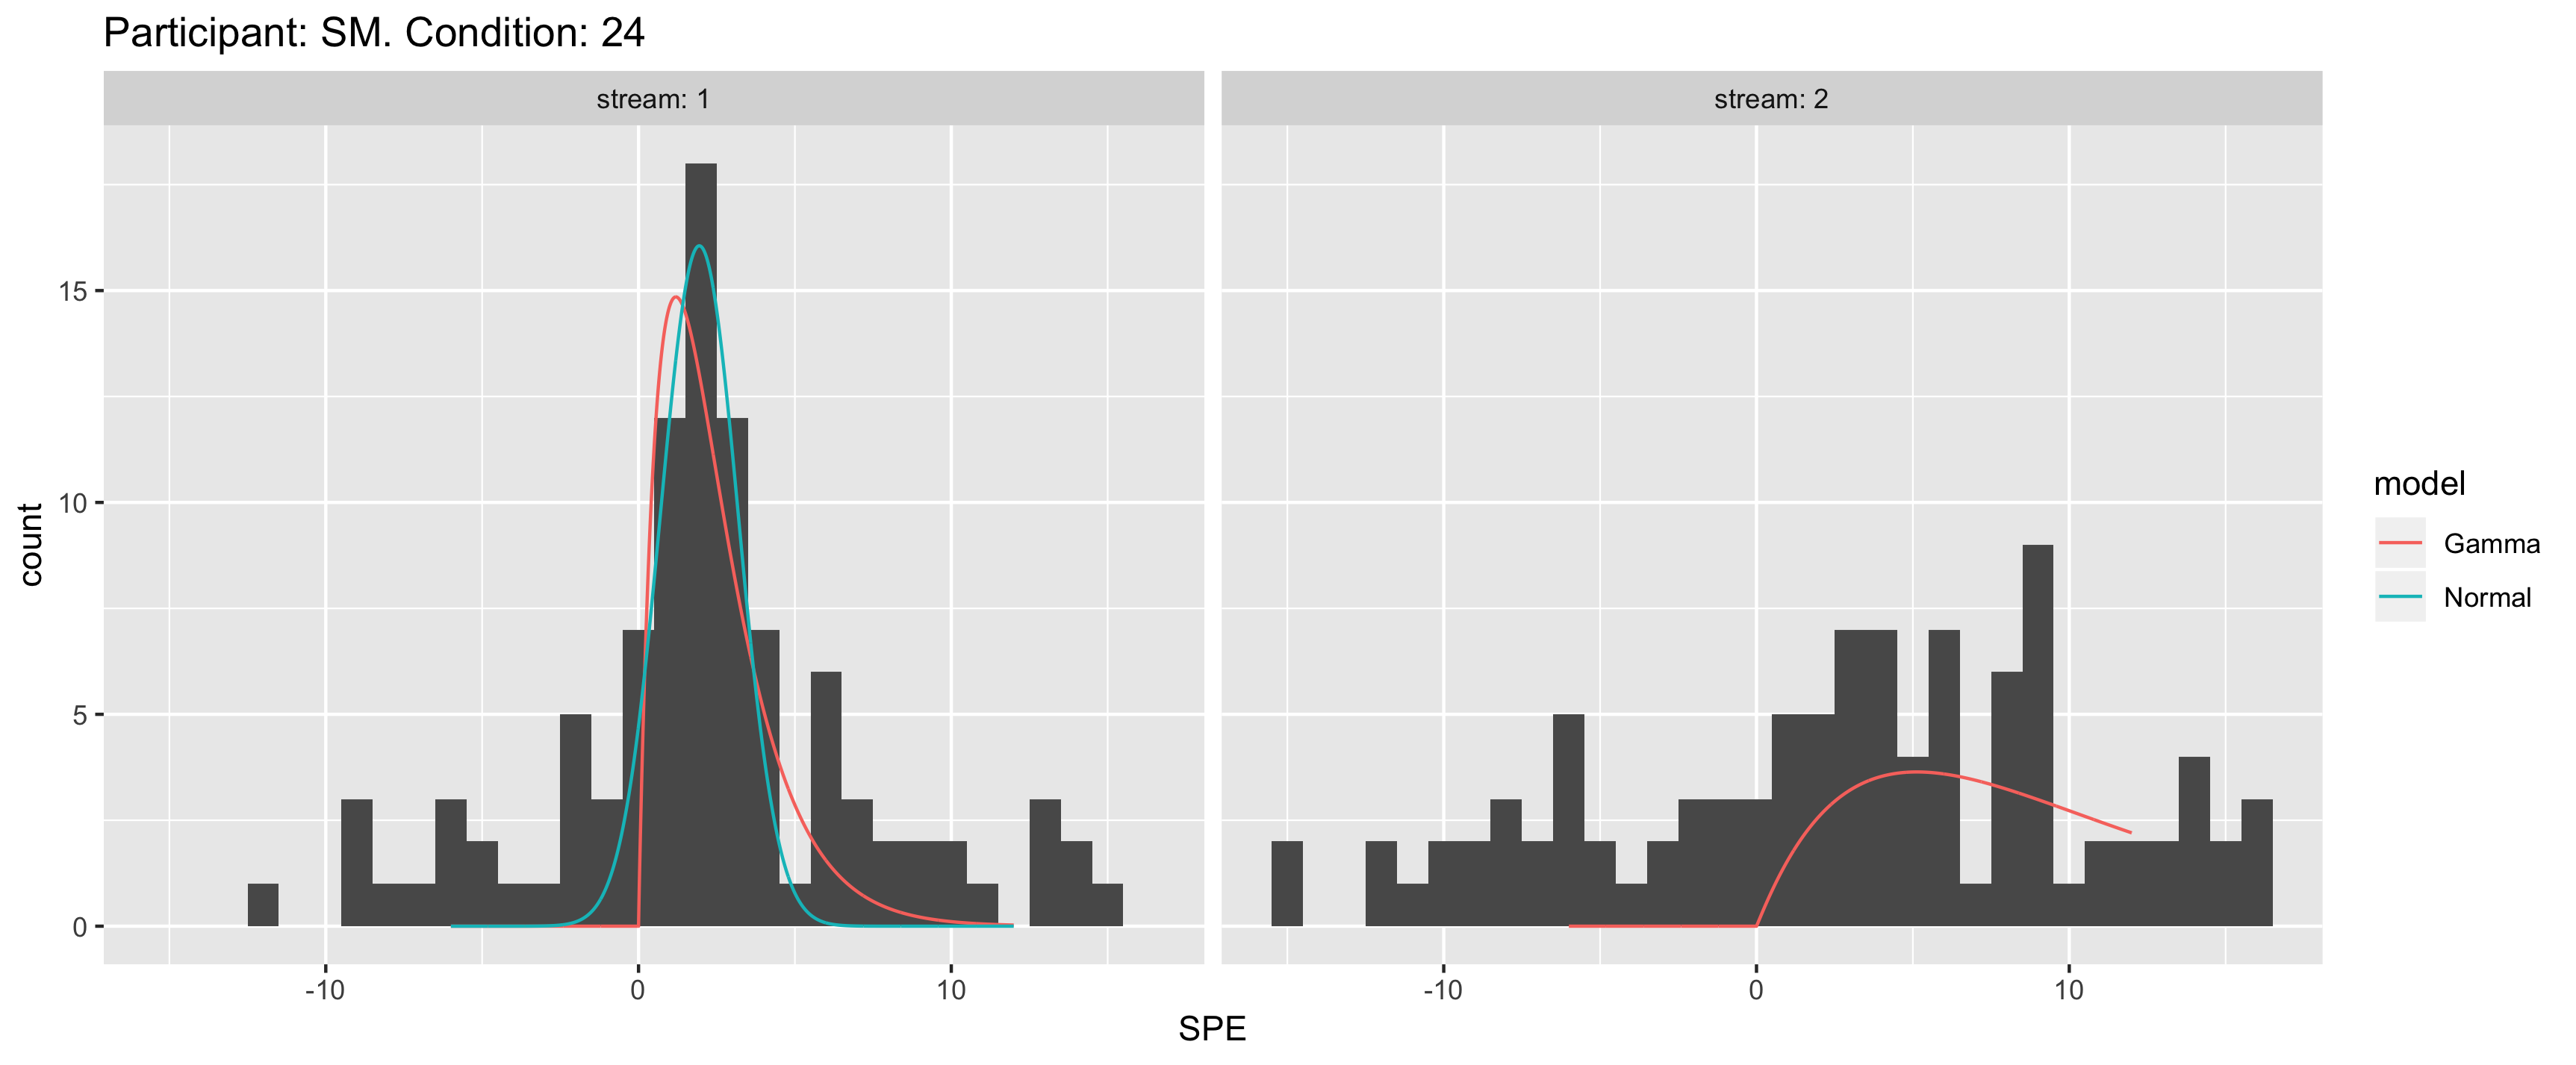 Participant: SM. Condition: 24
stream: 1
stream: 2
count
15
10
5
0
-10
0
10
-10
0
10
SPE
model
Gamma
Normal